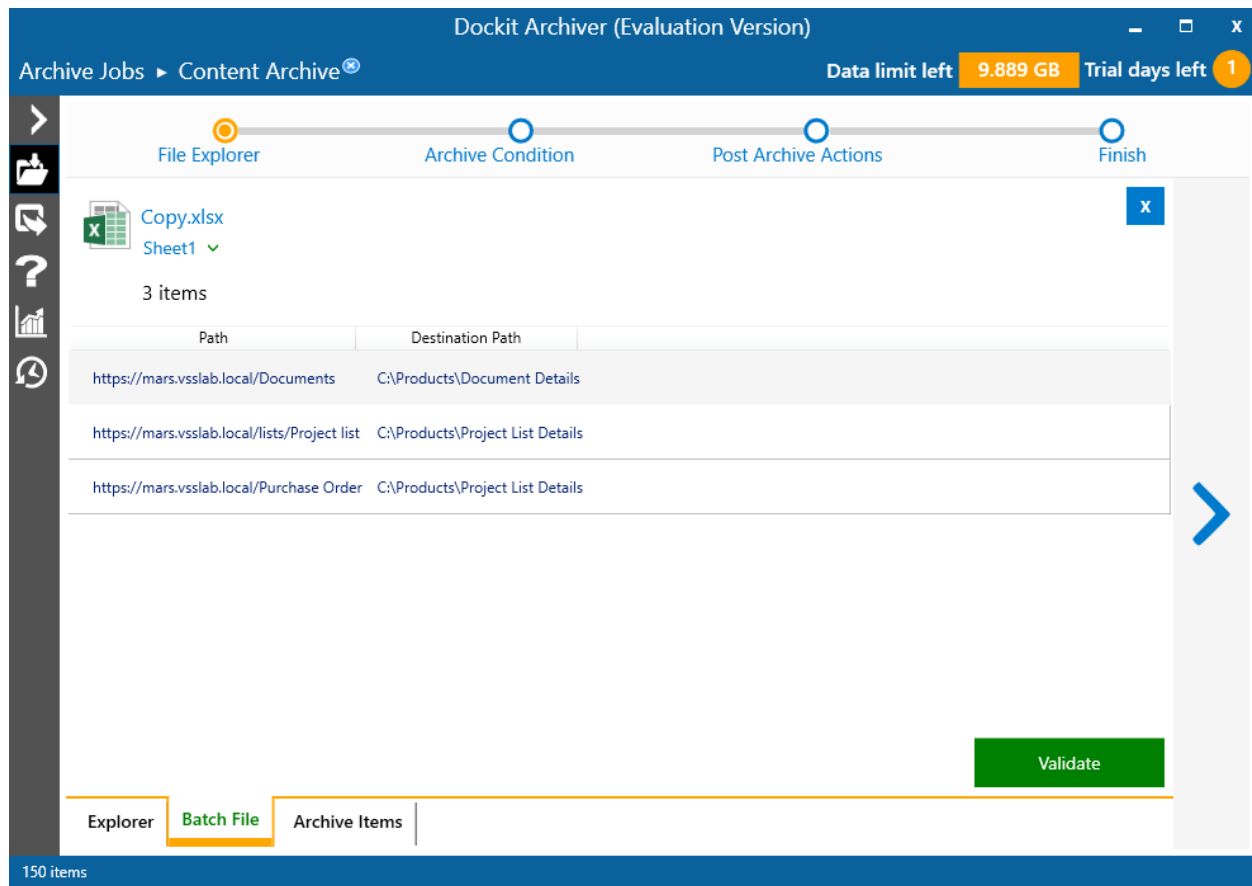 Dockit Archiver (Evaluation Version)
Archive Jobs ▸ Content Archive
Data limit left 9.889 GB Trial days left 1
File Explorer Archive Condition Post Archive Actions Finish
Copy.xlsx
Sheet1
3 items
Path Destination Path
https://mars.vsslab.local/Documents C:\Products\Document Details
https://mars.vsslab.local/lists/Project list C:\Products\Project List Details
https://mars.vsslab.local/Purchase Order C:\Products\Project List Details
Validate
Explorer Batch File Archive Items
150 items